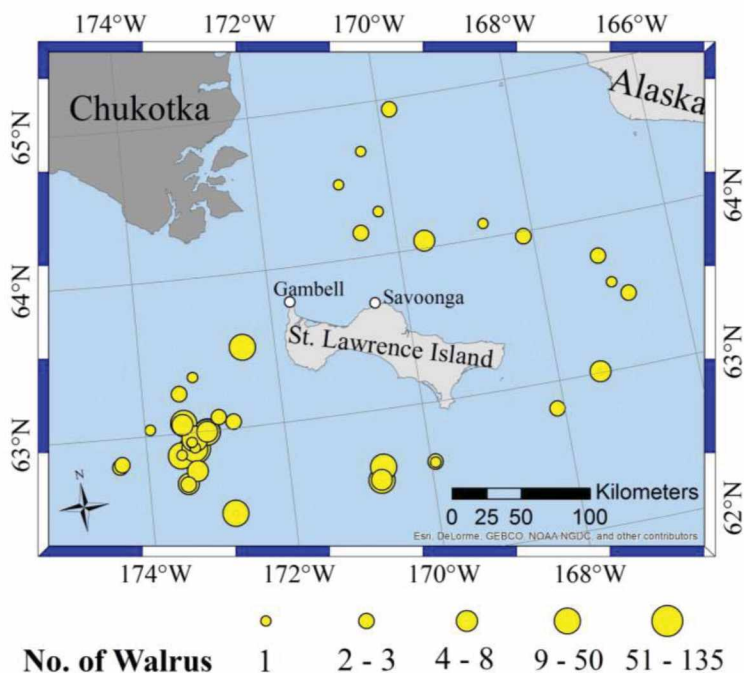 174°W 172°W 170°W 168°W 166°W
Chukotka
Alaska
65°N
64°N
Gambell
Savoonga
St. Lawrence Island
64°N
63°N
63°N
N
Kilometers
0 25 50 100
62°N
Esri, DeLorme, GEBCO, NOAA NGDC, and other contributors
174°W 172°W 170°W 168°W
No. of Walrus 1 2 - 3 4 - 8 9 - 50 51 - 135